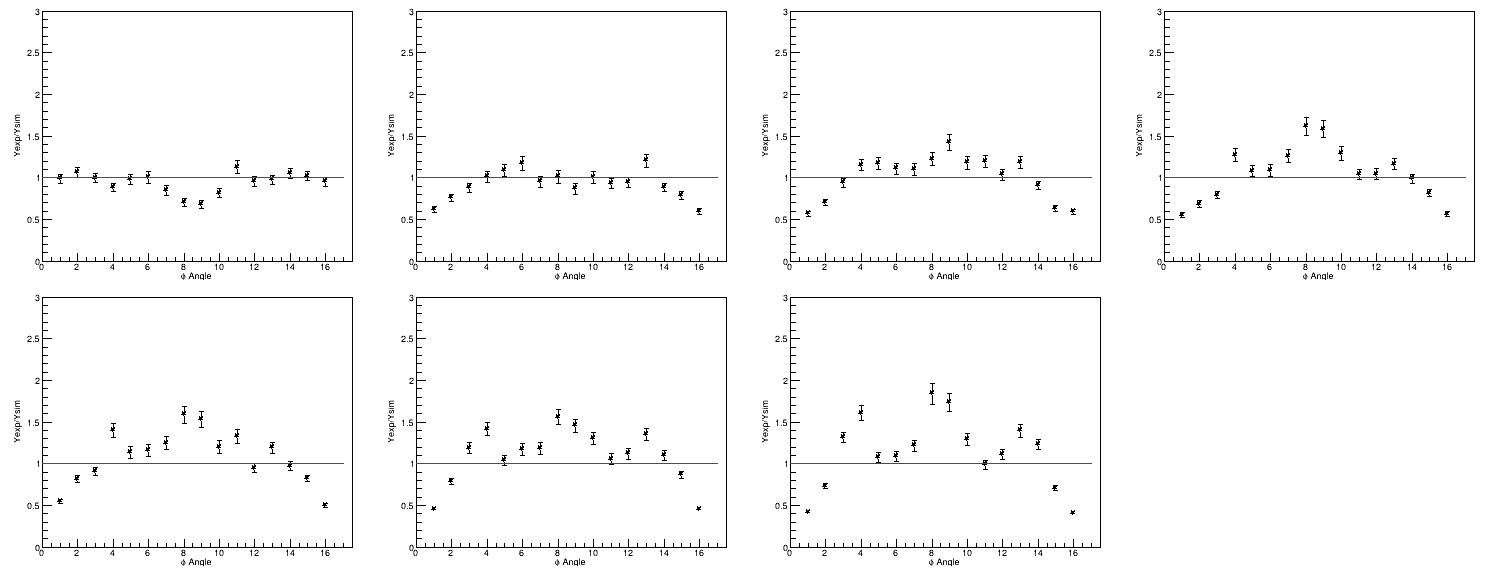 3 3 3 3
2.5 2.5 2.5 2.5
2 2 2 2
Yexp/Ysim Yexp/Ysim Yexp/Ysim Yexp/Ysim
1.5 1.5 1.5 1.5
1 1 1 1
0.5 0.5 0.5 0.5
0 0 0 0
0 2 4 6 8 10 12 14 16 0 2 4 6 8 10 12 14 16 0 2 4 6 8 10 12 14 16 0 2 4 6 8 10 12 14 16
ϕ Angle ϕ Angle ϕ Angle ϕ Angle
3 3 3
2.5 2.5 2.5
2 2 2
Yexp/Ysim Yexp/Ysim Yexp/Ysim
1.5 1.5 1.5
1 1 1
0.5 0.5 0.5
0 0 0
0 2 4 6 8 10 12 14 16 0 2 4 6 8 10 12 14 16 0 2 4 6 8 10 12 14 16
ϕ Angle ϕ Angle ϕ Angle